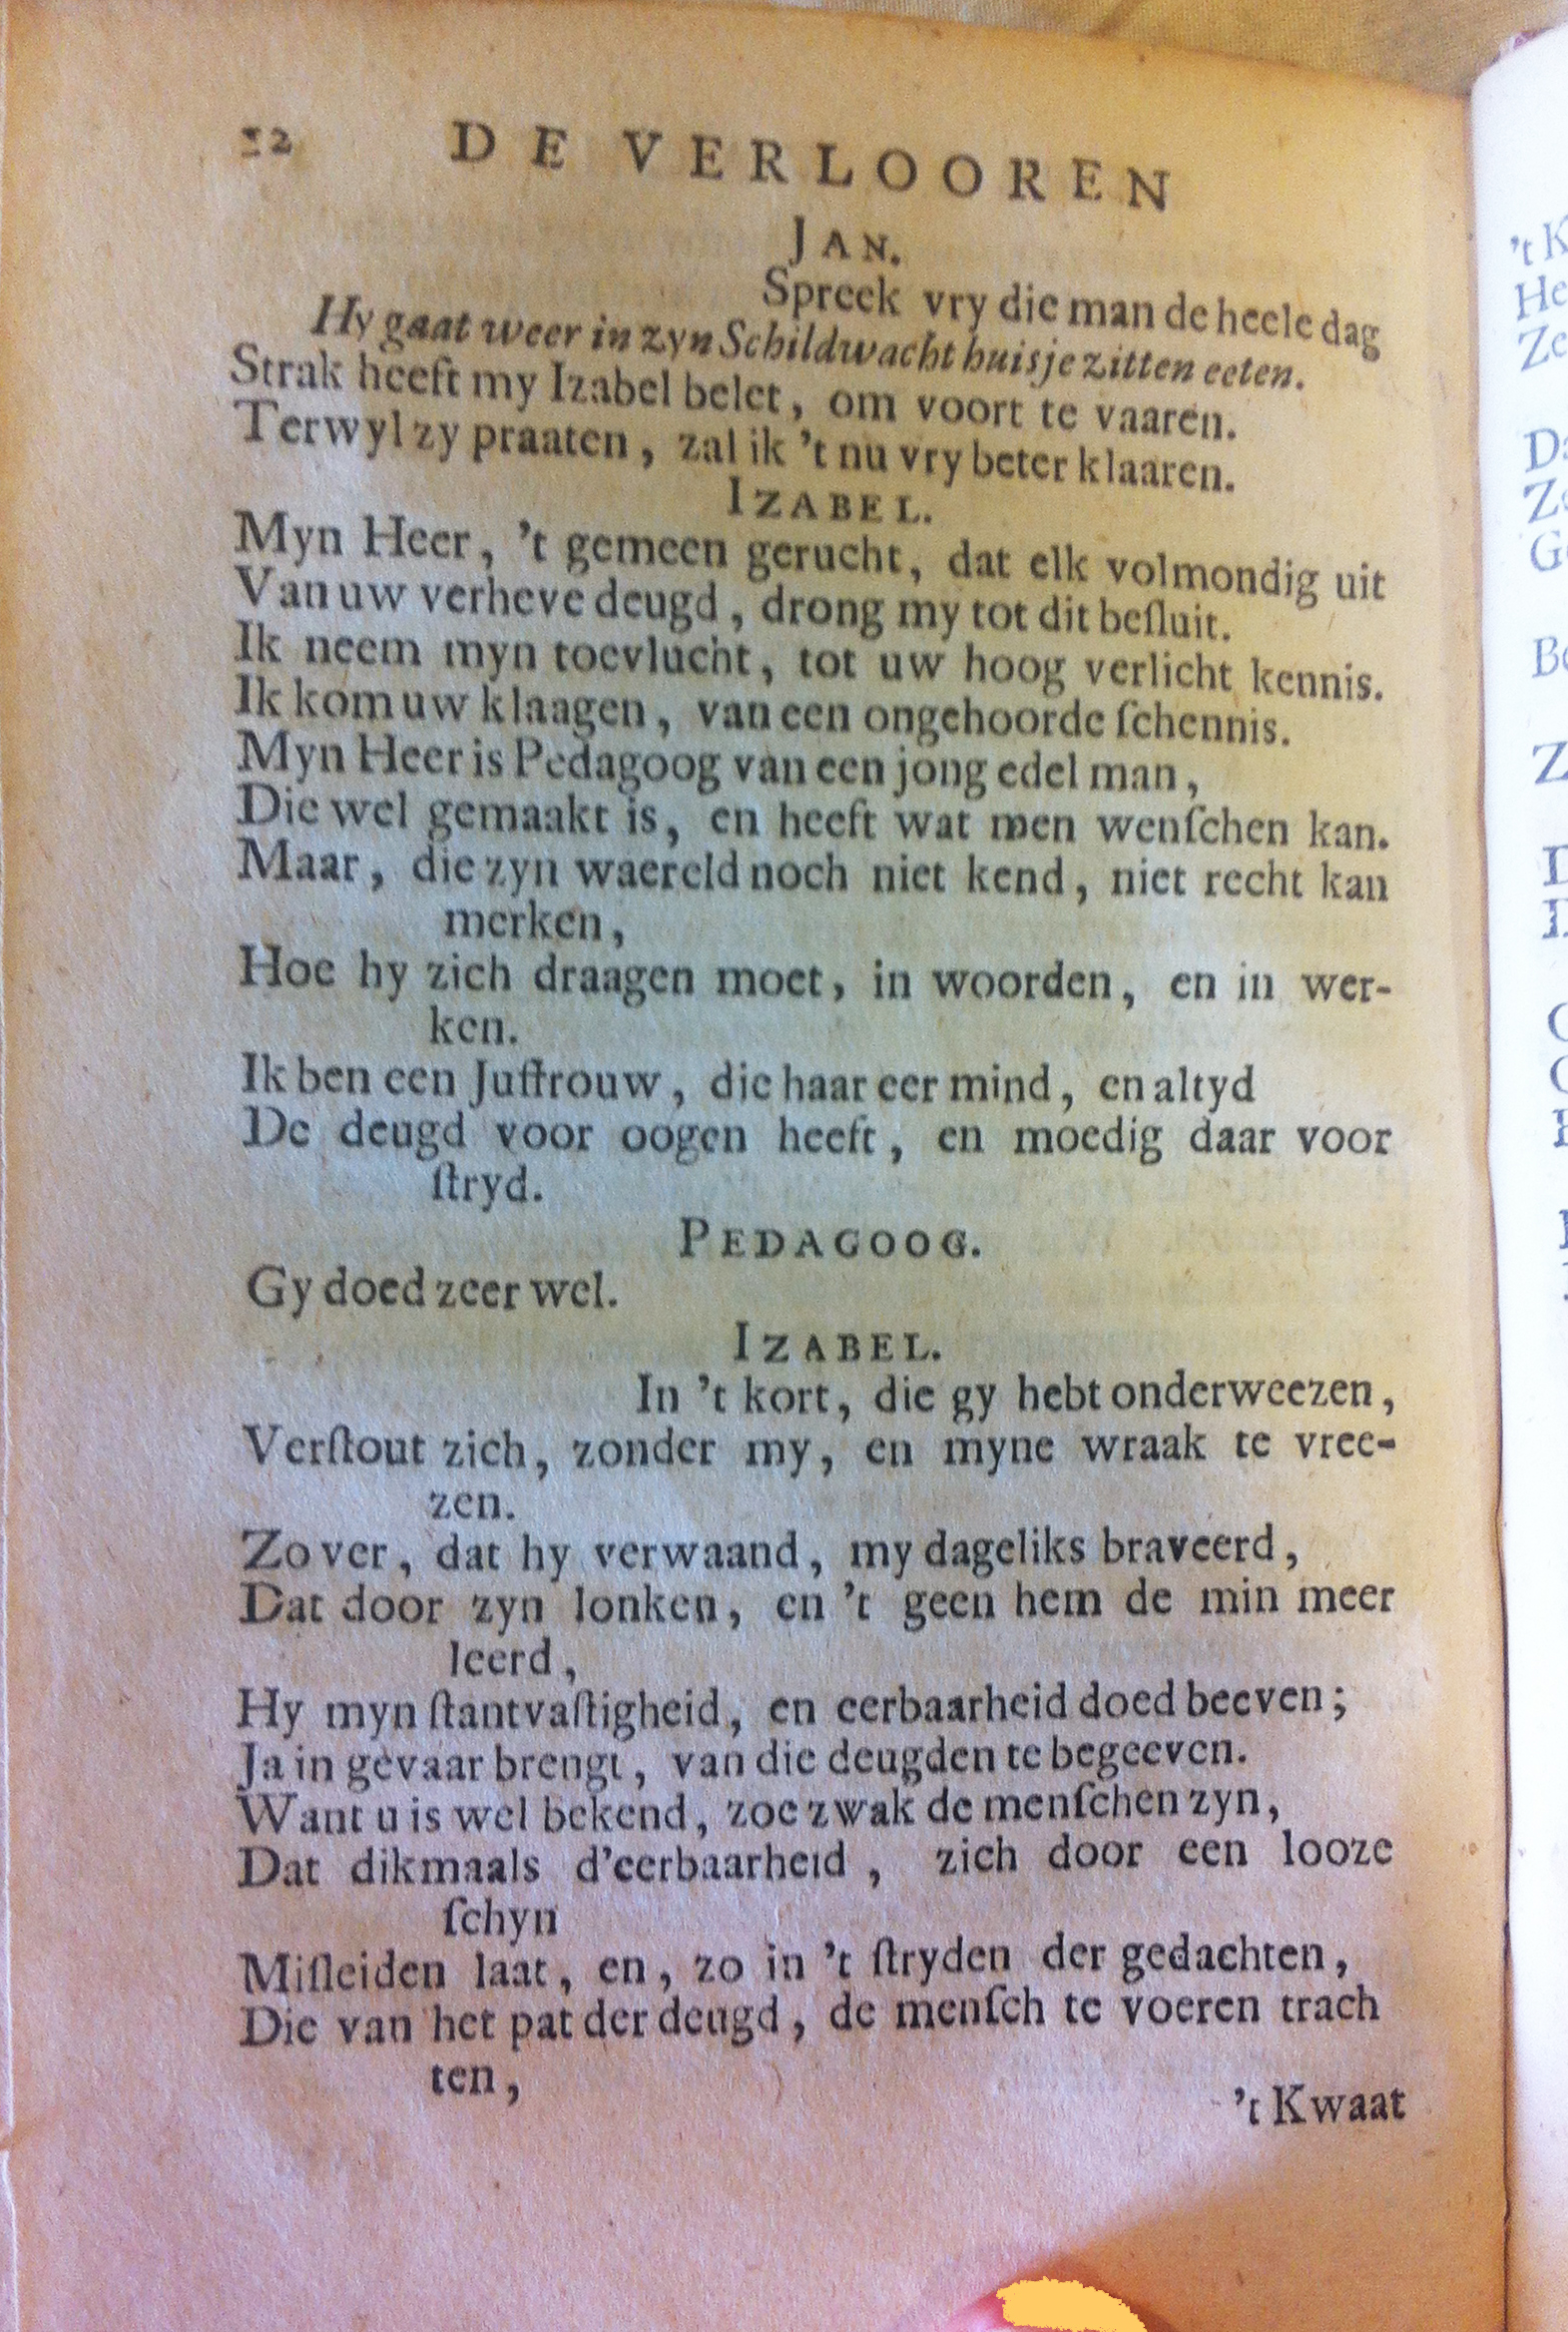 12 DE VERLOOREN
JAN.
Spreek vry die man de heele dag
Hy gaat weer in zyn Schildwacht huisje zitten eeten.
Strak heeft my Izabel belet, om voort te vaaren.
Terwyl zy praaten, zal ik 't nu vry beter klaaren.
IZABEL.
Myn Heer, 't gemeen gerucht, dat elk volmondig uit
Van uw verheve deugd, drong my tot dit beſluit.
Ik neem myn toevlucht, tot uw hoog verlicht kennis.
Ik kom uw klaagen, van een ongehoorde ſchennis.
Myn Heer is Pedagoog van een jong edel man,
Die wel gemaakt is, en heeft wat men wenſchen kan.
Maar, die zyn waereld noch niet kend, niet recht kan
merken,
Hoe hy zich draagen moet, in woorden, en in wer-
ken.
Ik ben een Juffrouw, die haar eer mind, en altyd
De deugd voor oogen heeft, en moedig daar voor
ſtryd.
PEDAGOOG.
Gy doed zeer wel.
IZABEL.
In 't kort, die gy hebt onderweezen,
Verſtout zich, zonder my, en myne wraak te vree-
zen.
Zo ver, dat hy verwaand, my dageliks braveerd,
Dat door zyn lonken, en 't geen hem de min meer
leerd,
Hy myn ſtantvaſtigheid, en eerbaarheid doed beeven;
Ja in gevaar brengt, van die deugden te begeeven.
Want u is wel bekend, zoe zwak de menſchen zyn,
Dat dikmaals d'eerbaarheid, zich door een looze
ſchyn
Miſleiden laat, en, zo in 't ſtryden der gedachten,
Die van het pat der deugd, de menſch te voeren trach
ten,
't Kwaat
't K
He
Ze
Z
G
B
Z